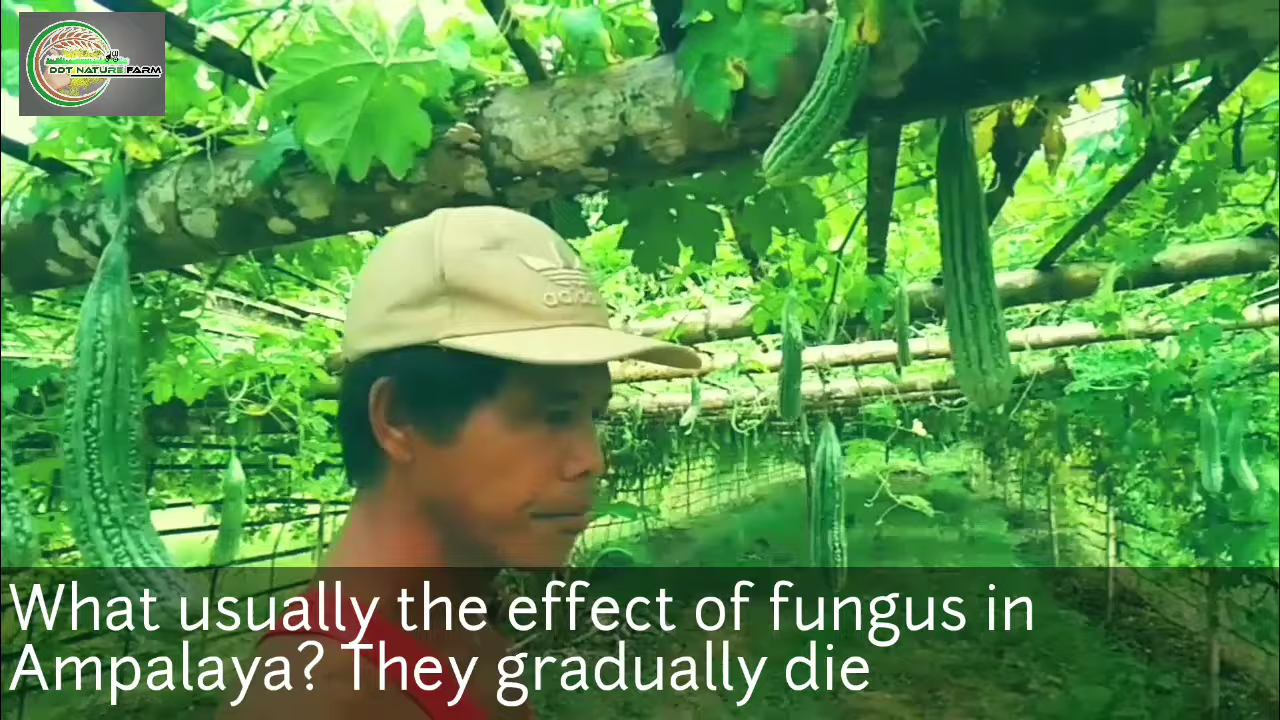 DDT NATURE FARM
adidas
What usually the effect of fungus in
Ampalaya? They gradually die